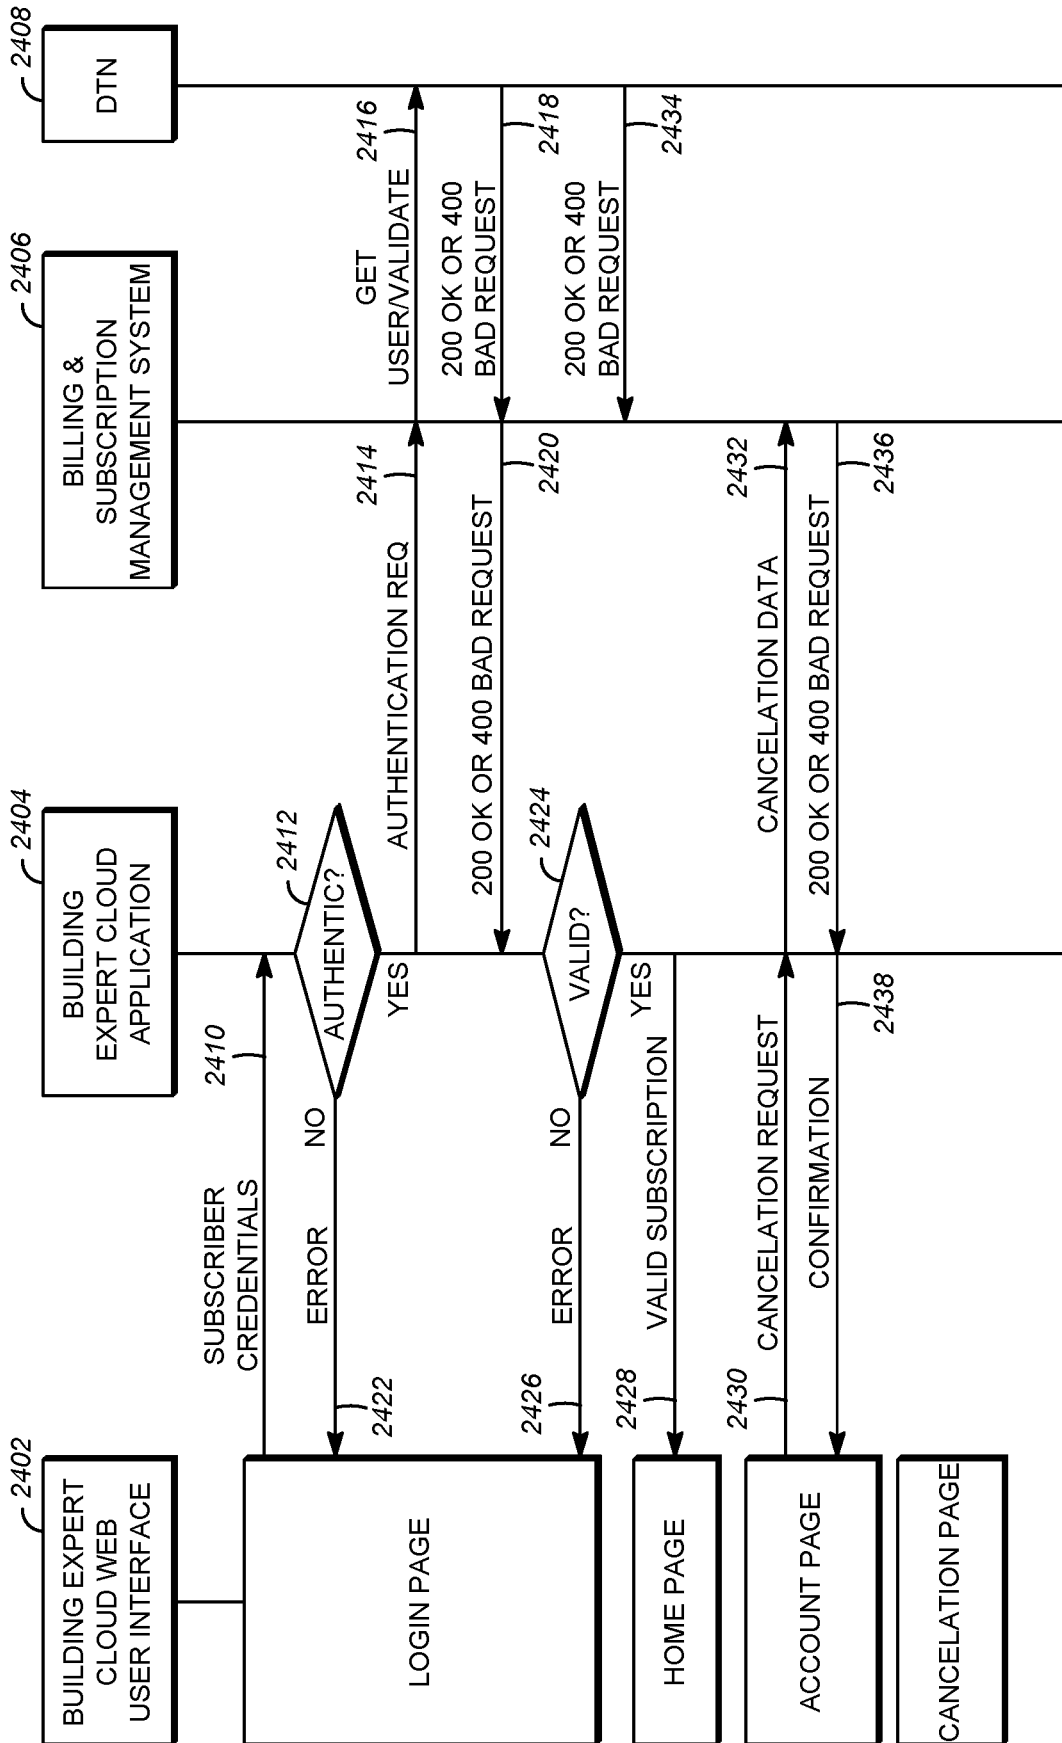 2402
BUILDING EXPERT
CLOUD WEB
USER INTERFACE
2404
BUILDING
EXPERT CLOUD
APPLICATION
2406
BILLING &
SUBSCRIPTION
MANAGEMENT SYSTEM
2408
DTN
SUBSCRIBER
CREDENTIALS
2410
2412
AUTHENTIC?
NO
ERROR
2422
YES
AUTHENTICATION REQ
2414
GET
USER/VALIDATE
2416
200 OK OR 400
BAD REQUEST
2418
200 OK OR 400 BAD REQUEST
2420
LOGIN PAGE
2424
VALID?
NO
ERROR
2426
YES
200 OK OR 400
BAD REQUEST
2434
2428
VALID SUBSCRIPTION
HOME PAGE
2430
CANCELATION REQUEST
CANCELATION DATA
2432
ACCOUNT PAGE
CONFIRMATION
2438
200 OK OR 400 BAD REQUEST
2436
CANCELATION PAGE